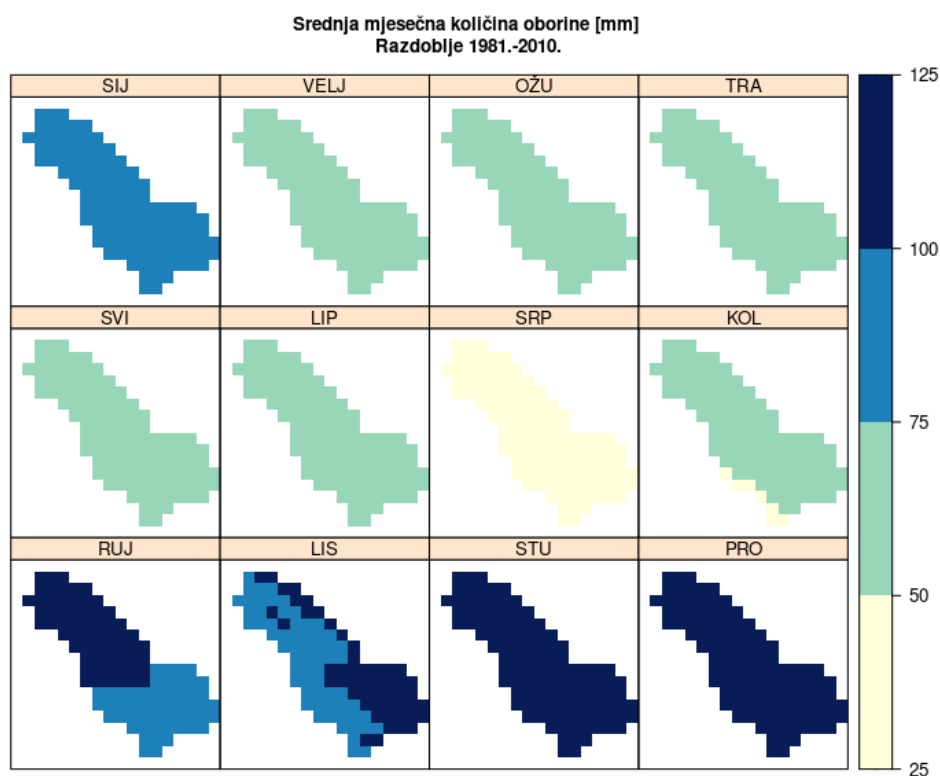 Srednja mjesečna količina oborine [mm]
Razdoblje 1981.-2010.
SIJ
VELJ
OŽU
TRA
SVI
LIP
SRP
KOL
RUJ
LIS
STU
PRO
125
100
75
50
25